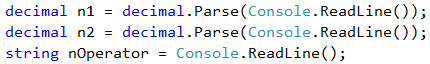 decimal n1 = decimal.Parse(Console.ReadLine());
decimal n2 = decimal.Parse(Console.ReadLine());
string nOperator = Console.ReadLine();